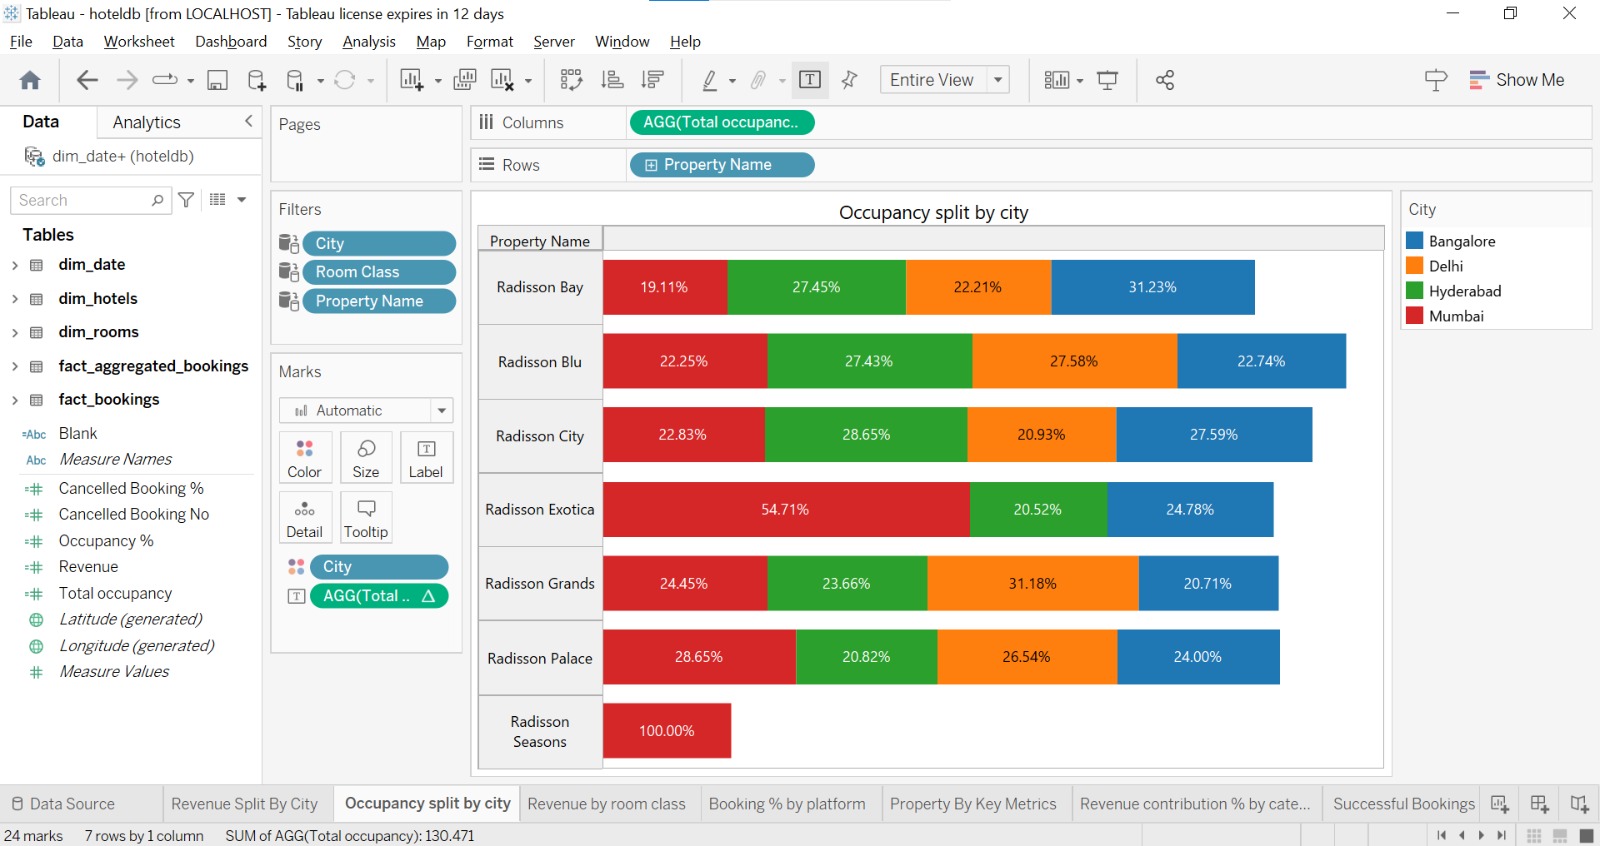 Tableau - hoteldb [from LOCALHOST] - Tableau license expires in 12 days
File Data Worksheet Dashboard Story Analysis Map Format Server Window Help
Entire View
Show Me
Data Analytics
dim_date+ (hoteldb)
Search
Tables
dim_date
dim_hotels
dim_rooms
fact_aggregated_bookings
fact_bookings
=Abc Blank
Abc Measure Names
=# Cancelled Booking %
=# Cancelled Booking No
=# Occupancy %
=# Revenue
=# Total occupancy
Latitude (generated)
Longitude (generated)
# Measure Values
Pages
Filters
City
Room Class
Property Name
Marks
Automatic
Color Size Label
Detail Tooltip
City
AGG(Total ..
Columns AGG(Total occupanc..
Rows Property Name
Occupancy split by city
Property Name
Radisson Bay 19.11% 27.45% 22.21% 31.23%
Radisson Blu 22.25% 27.43% 27.58% 22.74%
Radisson City 22.83% 28.65% 20.93% 27.59%
Radisson Exotica 54.71% 20.52% 24.78%
Radisson Grands 24.45% 23.66% 31.18% 20.71%
Radisson Palace 28.65% 20.82% 26.54% 24.00%
Radisson
Seasons
100.00%
City
Bangalore
Delhi
Hyderabad
Mumbai
Data Source Revenue Split By City Occupancy split by city Revenue by room class Booking % by platform Property By Key Metrics Revenue contribution % by cate... Successful Bookings
24 marks 7 rows by 1 column SUM of AGG(Total occupancy): 130.471